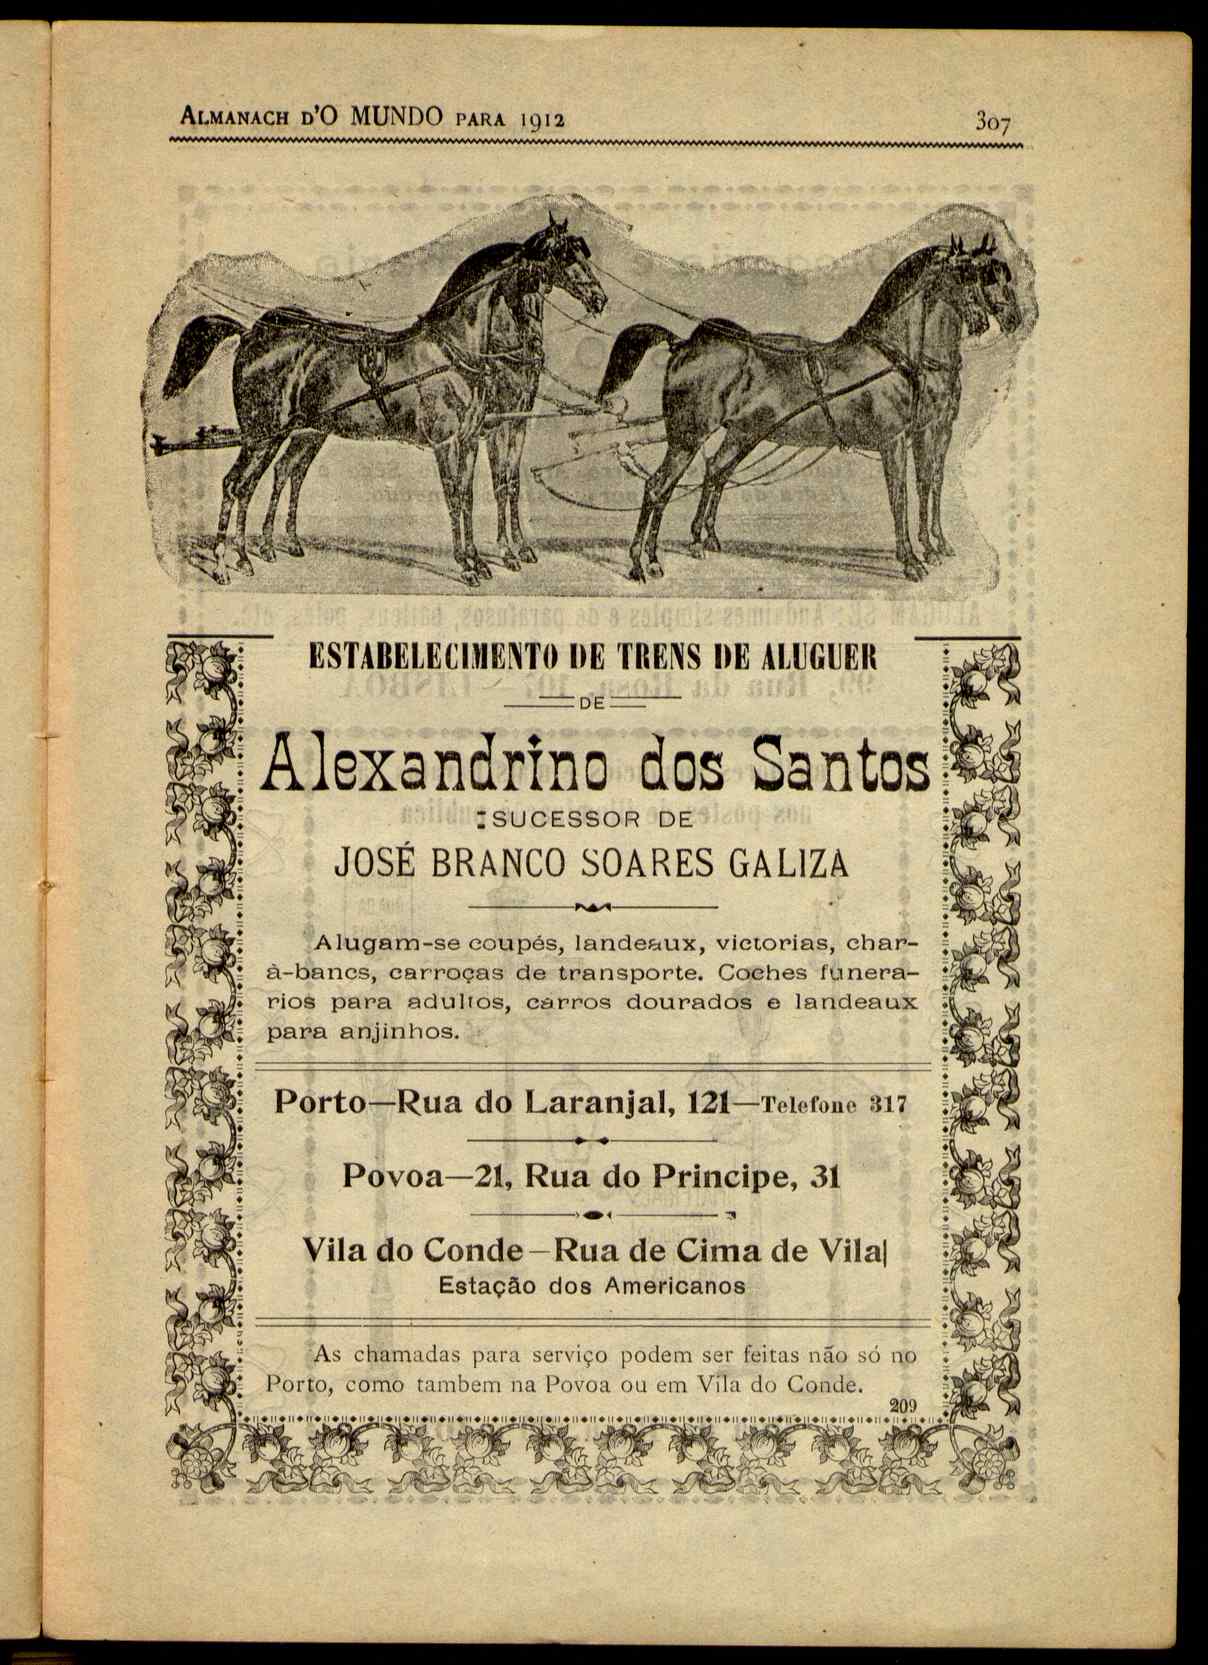 ALMANACH D'O MUNDO PARA 1912 307
ESTABELECIMENTO DE TRENS DE ALUGUER
DE
Alexandrino dos Santos
SUCESSOR DE
JOSÉ BRANCO SOARES GALIZA
Alugam-se coupés, landeaux, victorias, char-
à-bancs, carroças de transporte. Coches funera-
rios para adultos, carros dourados e landeaux
para anjinhos.
Porto—Rua do Laranjal, 121—Telefone 317
Povoa—21, Rua do Principe, 31
Vila do Conde—Rua de Cima de Vila
Estação dos Americanos
As chamadas para serviço podem ser feitas não só no
Porto, como tambem na Povoa ou em Vila do Conde.
209